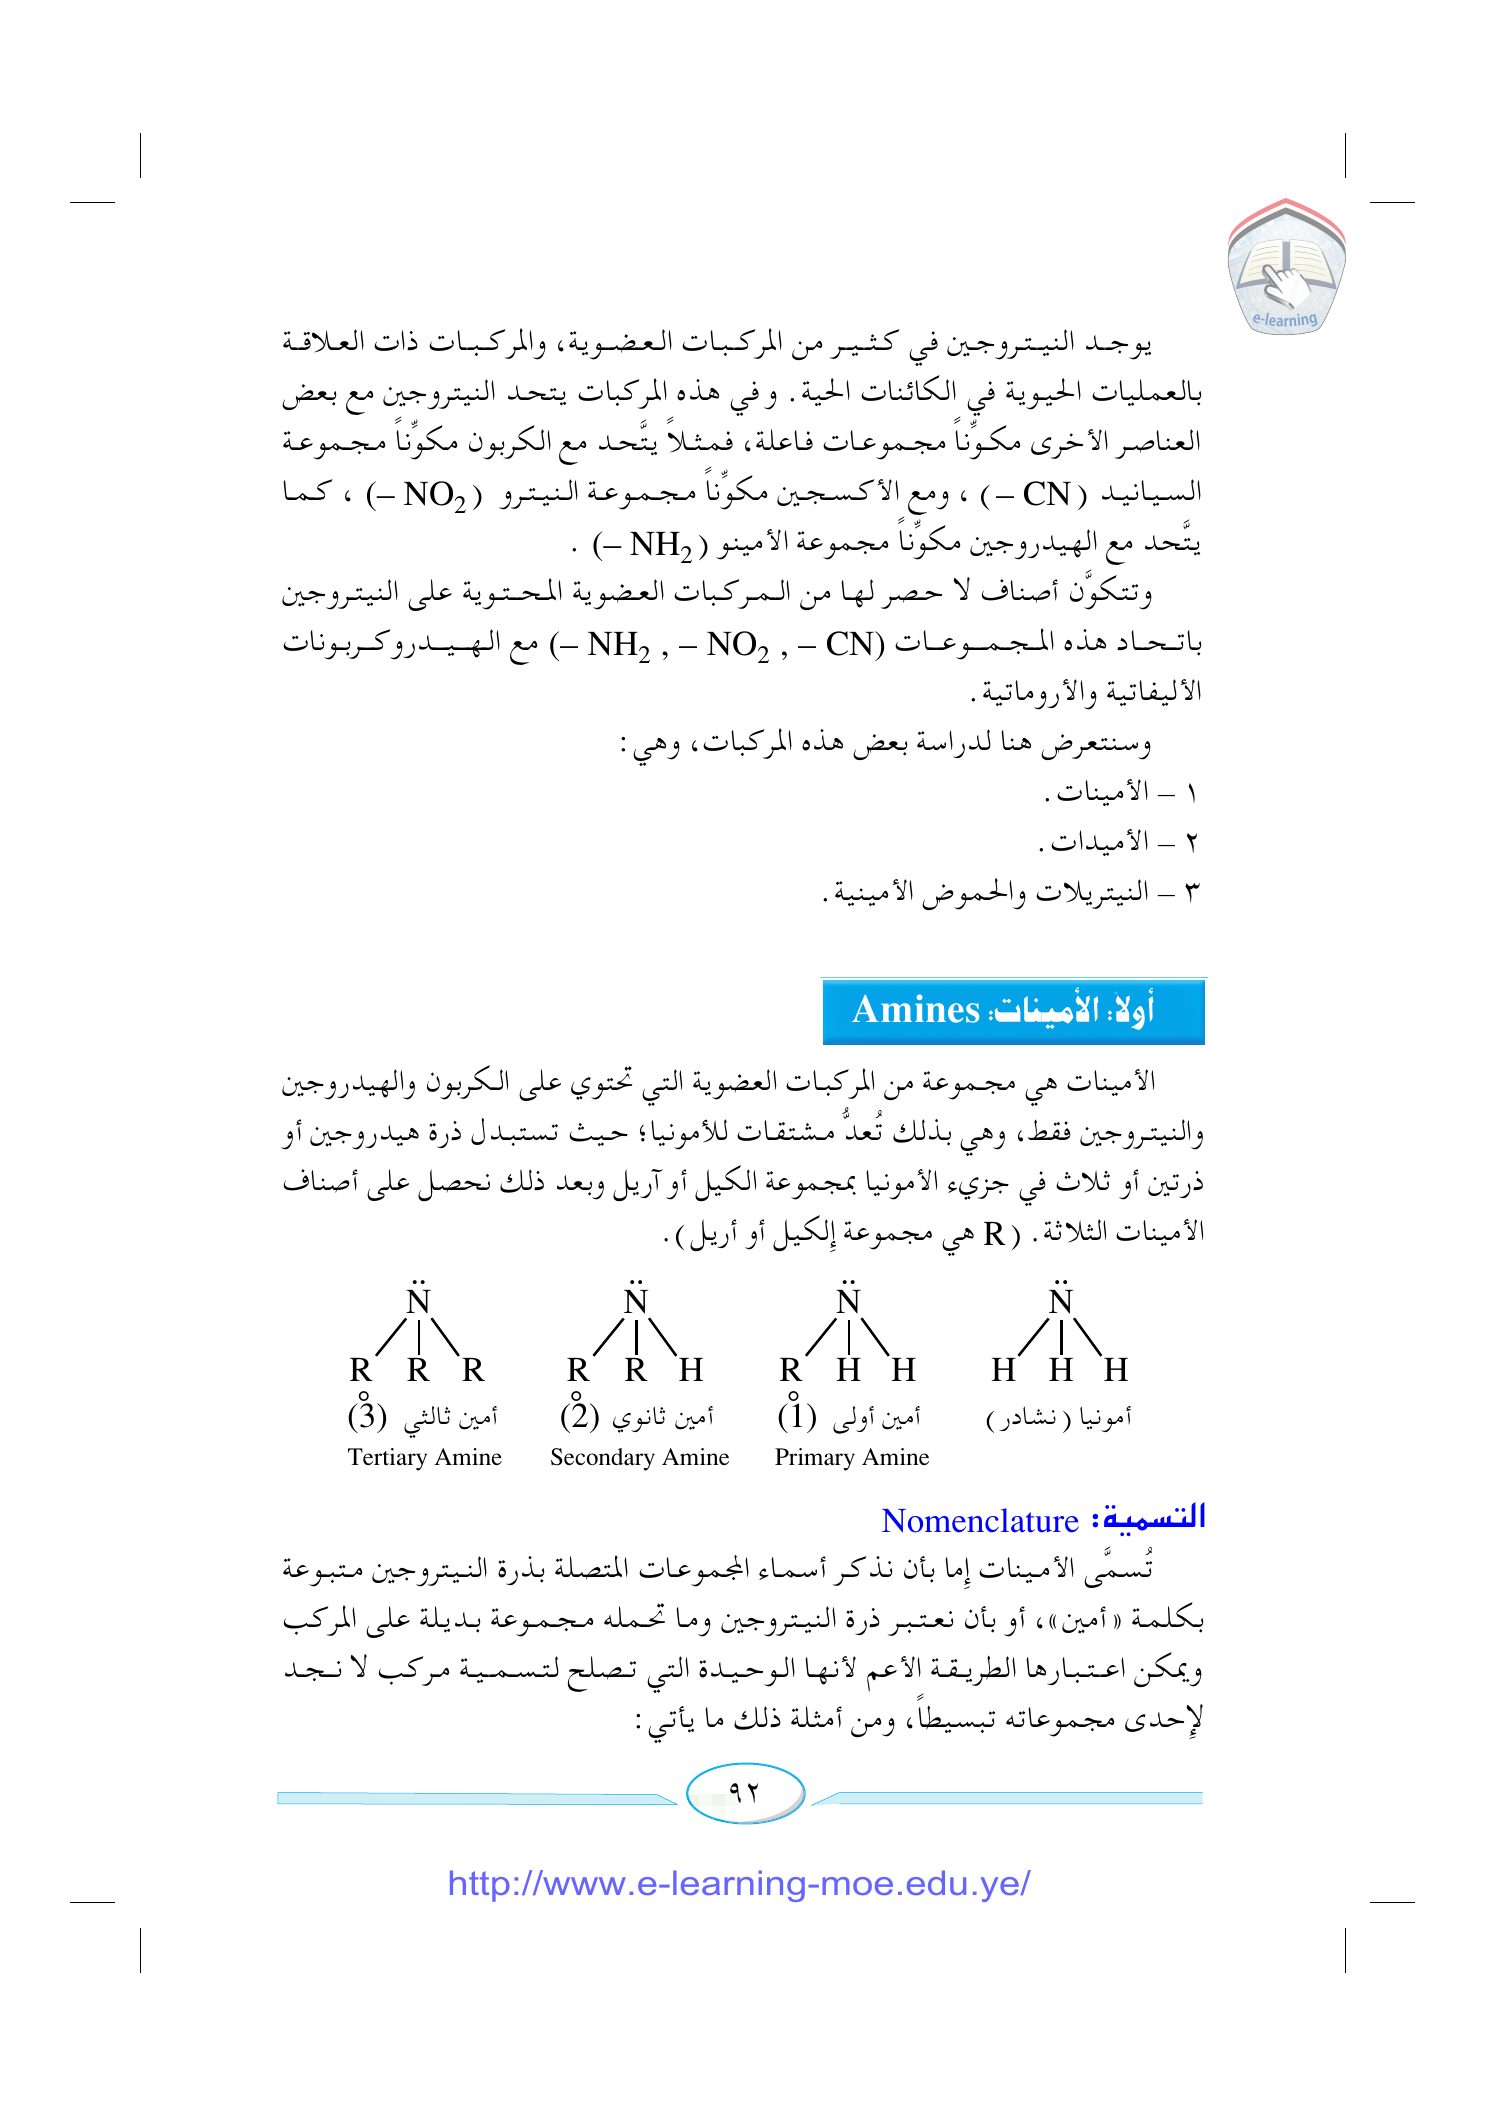 e-learning
يوجد النيتروجين في كثير من المركبات العضوية، والمركبات ذات العلاقة
بالعمليات الحيوية في الكائنات الحية. وفي هذه المركبات يتحد النيتروجين مع بعض
العناصر الأخرى مكوِّناً مجموعات فاعلة، فمثلاً يتَّحد مع الكربون مكوِّناً مجموعة
السيانيد (– CN) ، ومع الأكسجين مكوِّناً مجموعة النيترو (– NO₂) ، كما
يتَّحد مع الهيدروجين مكوِّناً مجموعة الأمينو (– NH₂) .
وتتكوَّن أصناف لا حصر لها من المركبات العضوية المحتوية على النيتروجين
باتحاد هذه المجموعات (– NH₂ , – NO₂ , – CN) مع الهيدروكربونات
الأليفاتية والأروماتية.
وسنتعرض هنا لدراسة بعض هذه المركبات، وهي:
١ – الأمينات.
٢ – الأميدات.
٣ – النيتريلات والحموض الأمينية.
أولاً: الأمينات: Amines
الأمينات هي مجموعة من المركبات العضوية التي تحتوي على الكربون والهيدروجين
والنيتروجين فقط، وهي بذلك تُعدُّ مشتقات للأمونيا؛ حيث تستبدل ذرة هيدروجين أو
ذرتين أو ثلاث في جزيء الأمونيا بمجموعة الكيل أو آريل وبعد ذلك نحصل على أصناف
الأمينات الثلاثة. (R هي مجموعة إلكيل أو أريل).
N̈ N̈ N̈ N̈
R R R R R H R H H H H H
أمونيا (نشادر) أمين أولى (1̊) أمين ثانوي (2̊) أمين ثالثي (3̊)
Tertiary Amine Secondary Amine Primary Amine
التسمية: Nomenclature
تُسمَّى الأمينات إما بأن نذكر أسماء المجموعات المتصلة بذرة النيتروجين متبوعة
بكلمة «أمين»، أو بأن نعتبر ذرة النيتروجين وما تحمله مجموعة بديلة على المركب
ويمكن اعتبارها الطريقة الأعم لأنها الوحيدة التي تصلح لتسمية مركب لا نجد
لإحدى مجموعاته تبسيطاً، ومن أمثلة ذلك ما يأتي:
٩٢
http://www.e-learning-moe.edu.ye/